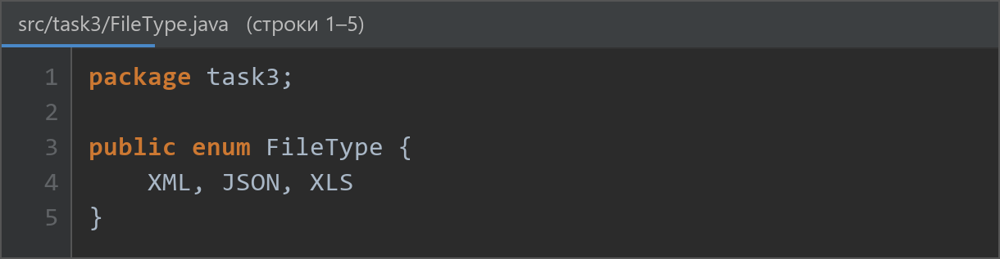 src/task3/FileType.java (строки 1–5)
1 package task3;
2
3 public enum FileType {
4     XML, JSON, XLS
5 }